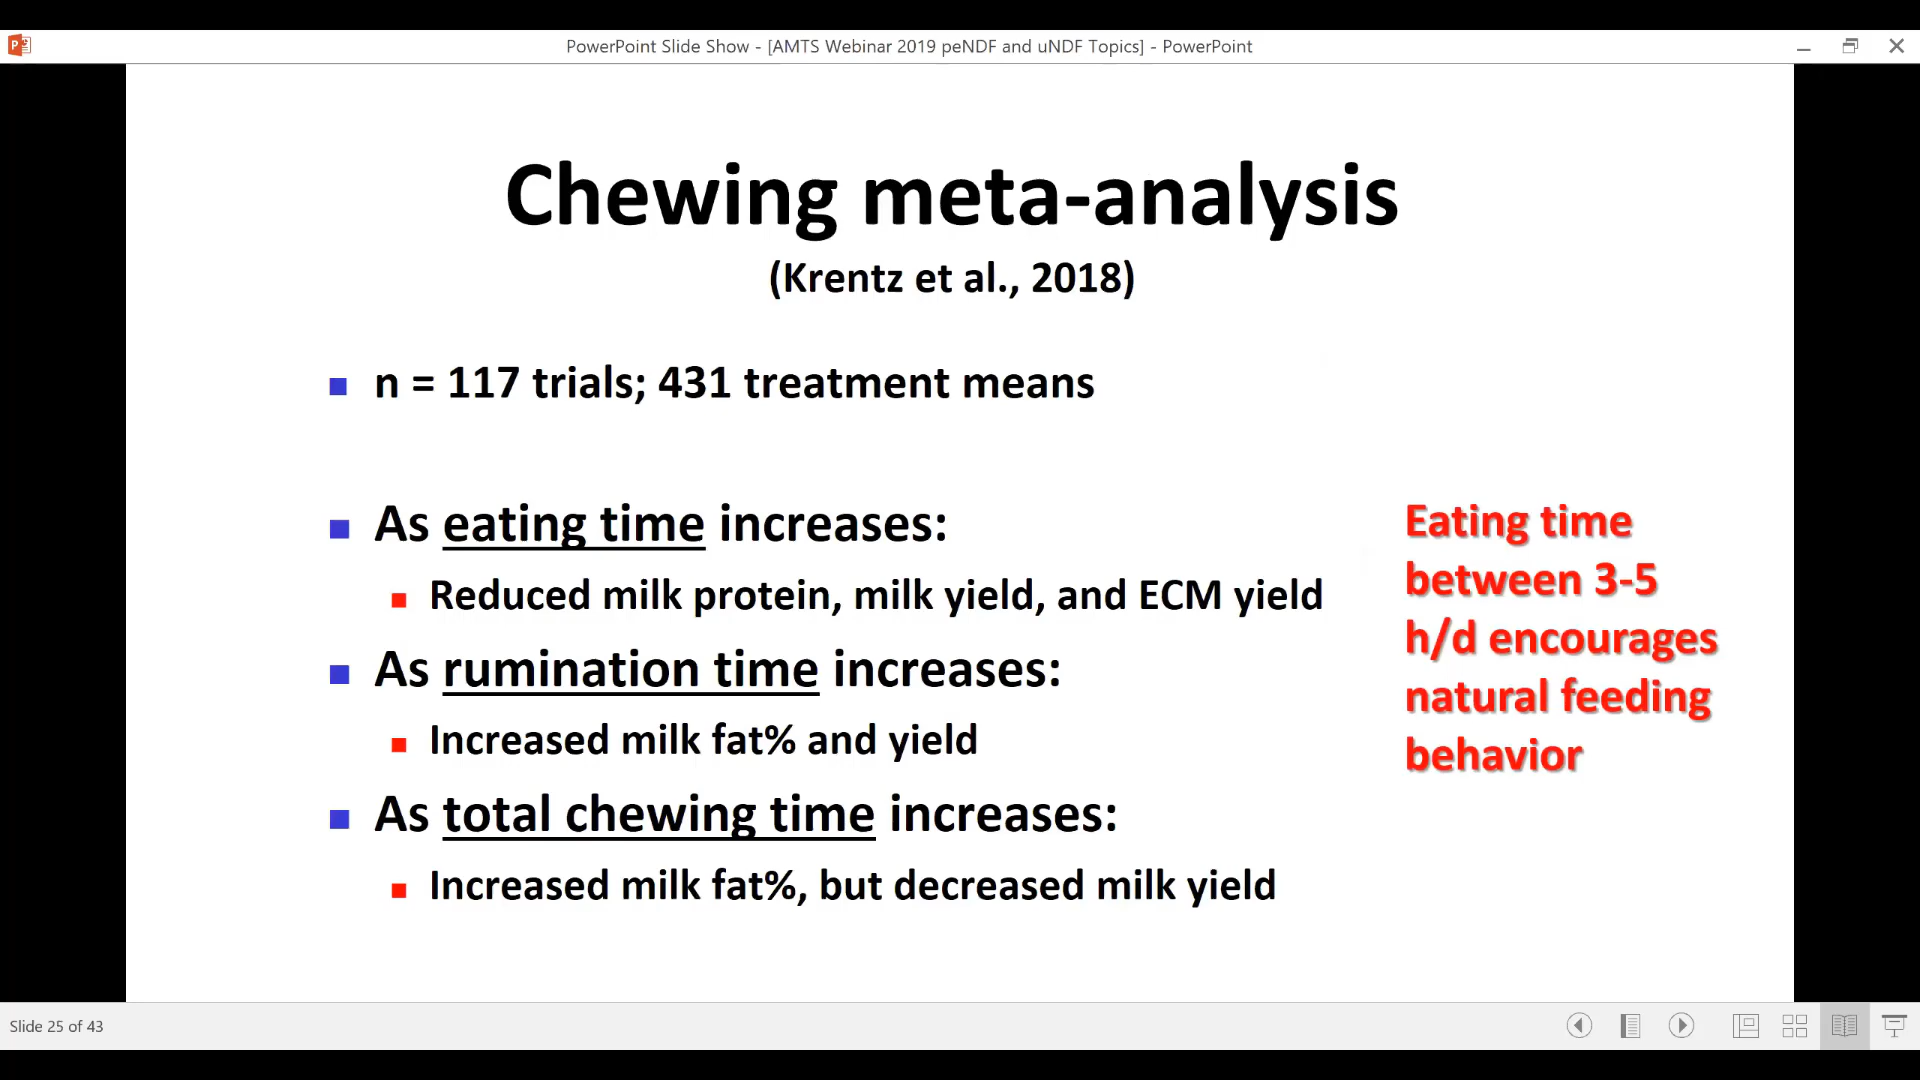 PowerPoint Slide Show - [AMTS Webinar 2019 peNDF and uNDF Topics] - PowerPoint
Chewing meta-analysis
(Krentz et al., 2018)
n = 117 trials; 431 treatment means
As eating time increases:
Reduced milk protein, milk yield, and ECM yield
As rumination time increases:
Increased milk fat% and yield
As total chewing time increases:
Increased milk fat%, but decreased milk yield
Eating time
between 3-5
h/d encourages
natural feeding
behavior
Slide 25 of 43